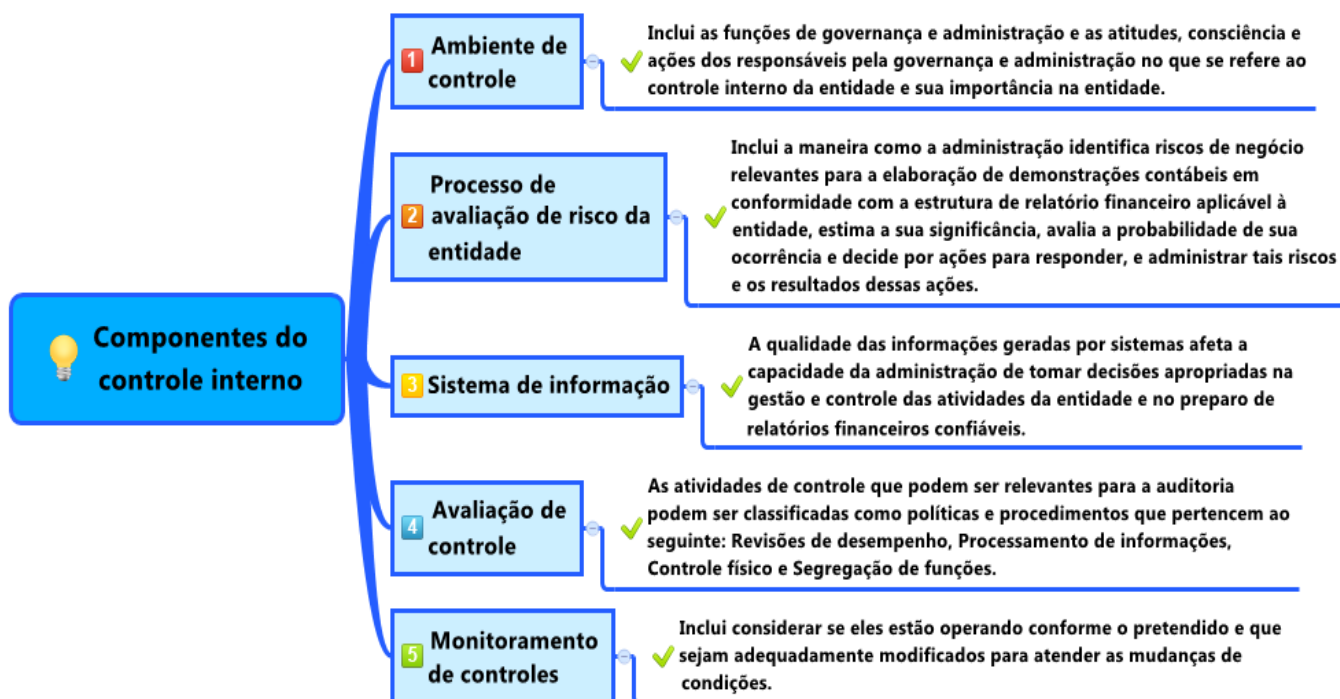 Componentes do
controle interno
1
Ambiente de
controle
Inclui as funções de governança e administração e as atitudes, consciência e
ações dos responsáveis pela governança e administração no que se refere ao
controle interno da entidade e sua importância na entidade.
2
Processo de
avaliação de risco da
entidade
Inclui a maneira como a administração identifica riscos de negócio
relevantes para a elaboração de demonstrações contábeis em
conformidade com a estrutura de relatório financeiro aplicável à
entidade, estima a sua significância, avalia a probabilidade de sua
ocorrência e decide por ações para responder, e administrar tais riscos
e os resultados dessas ações.
3
Sistema de informação
A qualidade das informações geradas por sistemas afeta a
capacidade da administração de tomar decisões apropriadas na
gestão e controle das atividades da entidade e no preparo de
relatórios financeiros confiáveis.
4
Avaliação de
controle
As atividades de controle que podem ser relevantes para a auditoria
podem ser classificadas como políticas e procedimentos que pertencem ao
seguinte: Revisões de desempenho, Processamento de informações,
Controle físico e Segregação de funções.
5
Monitoramento
de controles
Inclui considerar se eles estão operando conforme o pretendido e que
sejam adequadamente modificados para atender as mudanças de
condições.